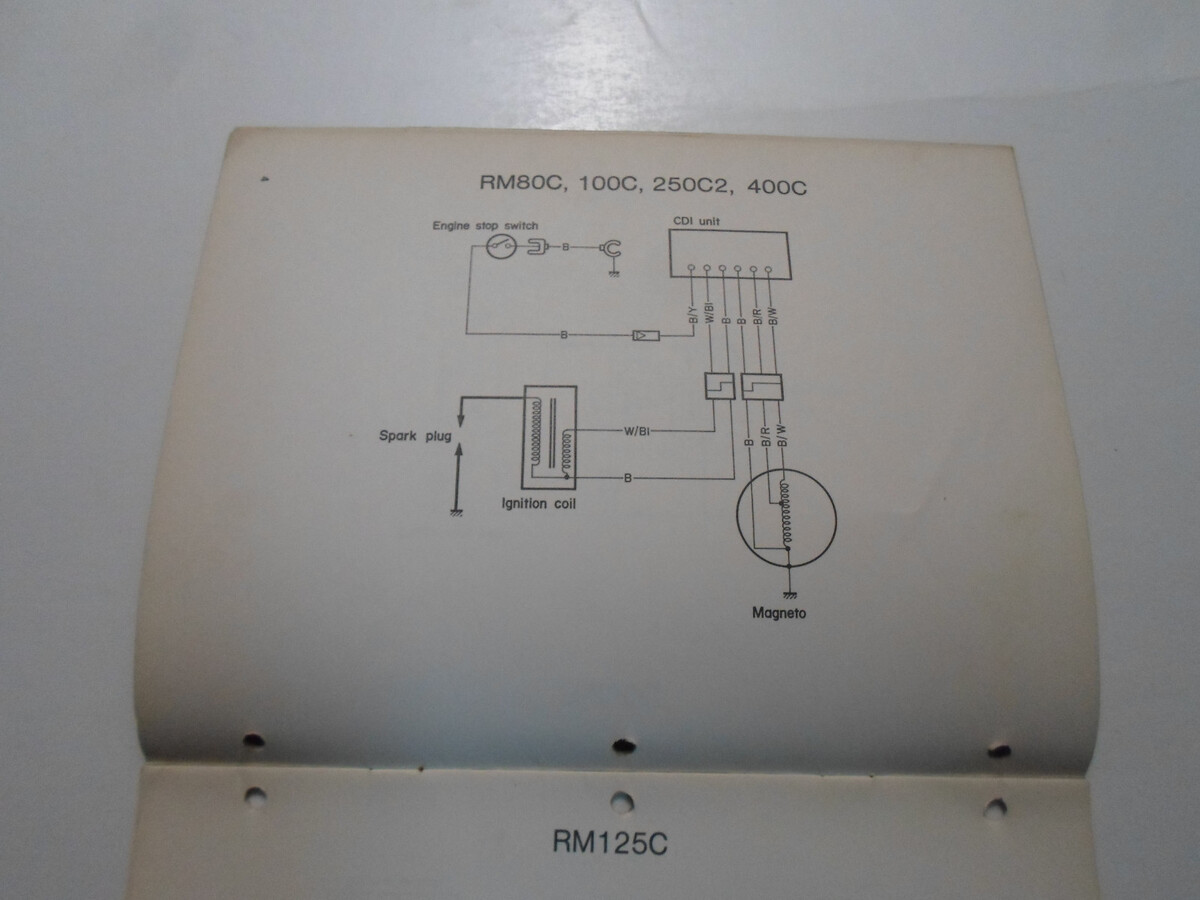 RM80C, 100C, 250C2, 400C
Engine stop switch
CDI unit
B
B/Y
W/Bl
B
B
B/R
B/W
B
Spark plug
W/Bl
B
B/R
B/W
B
Ignition coil
Magneto
RM125C